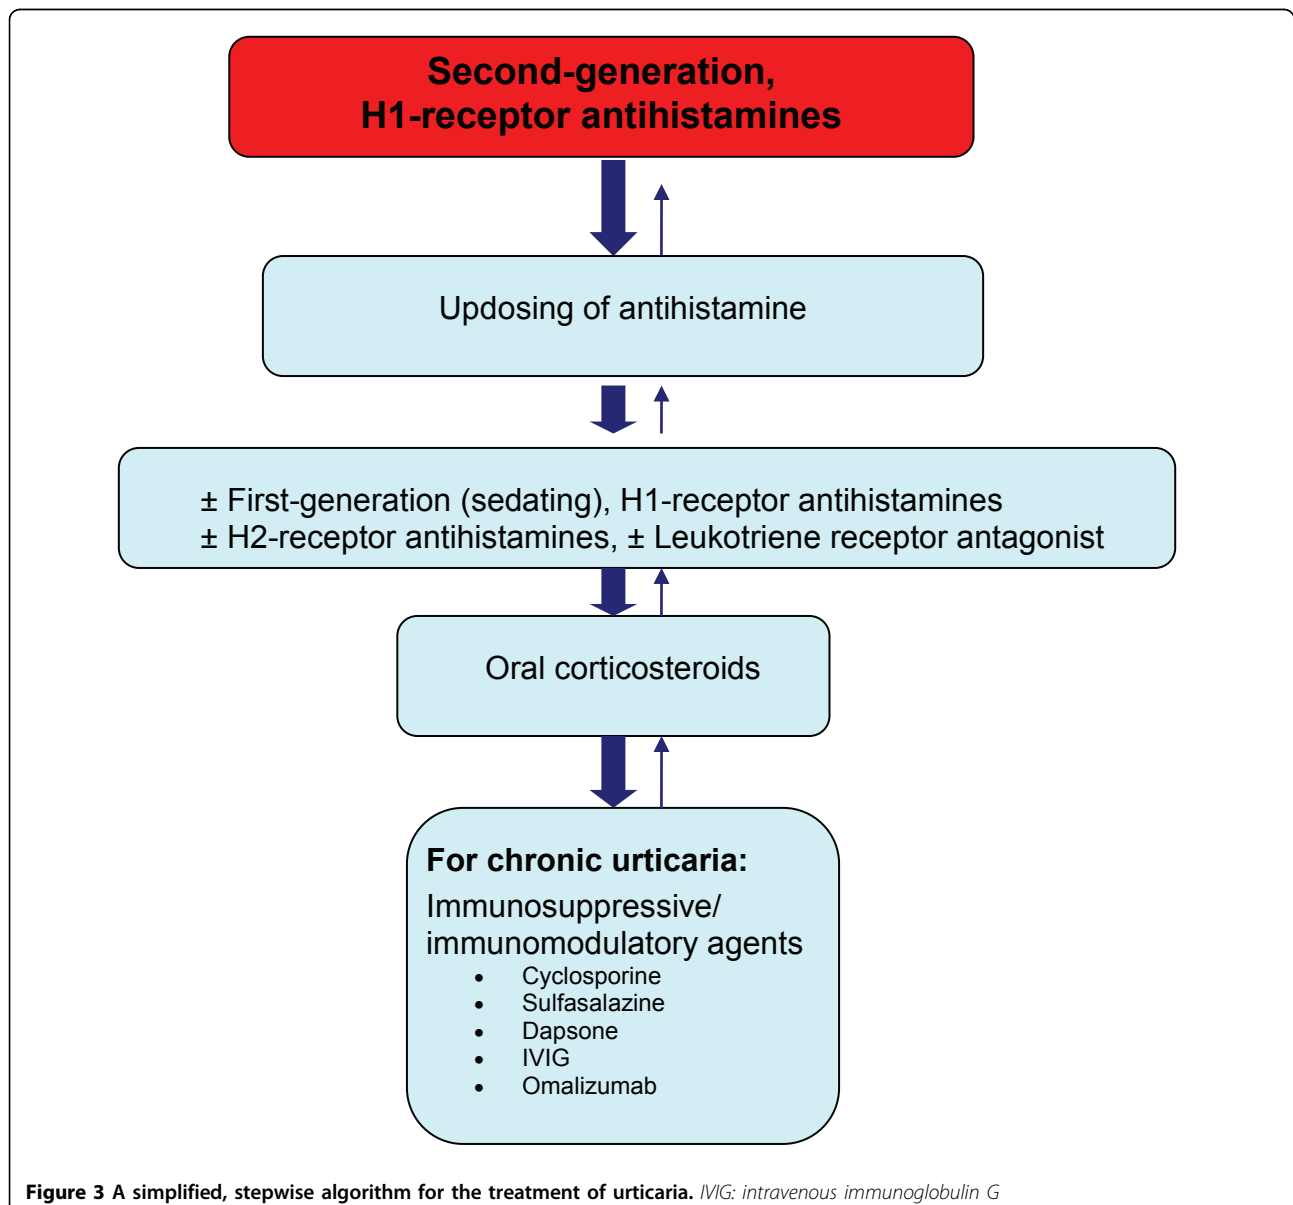 Second-generation,
H1-receptor antihistamines
Updosing of antihistamine
± First-generation (sedating), H1-receptor antihistamines
± H2-receptor antihistamines, ± Leukotriene receptor antagonist
Oral corticosteroids
For chronic urticaria:
Immunosuppressive/
immunomodulatory agents
• Cyclosporine
• Sulfasalazine
• Dapsone
• IVIG
• Omalizumab
Figure 3 A simplified, stepwise algorithm for the treatment of urticaria. IVIG: intravenous immunoglobulin G